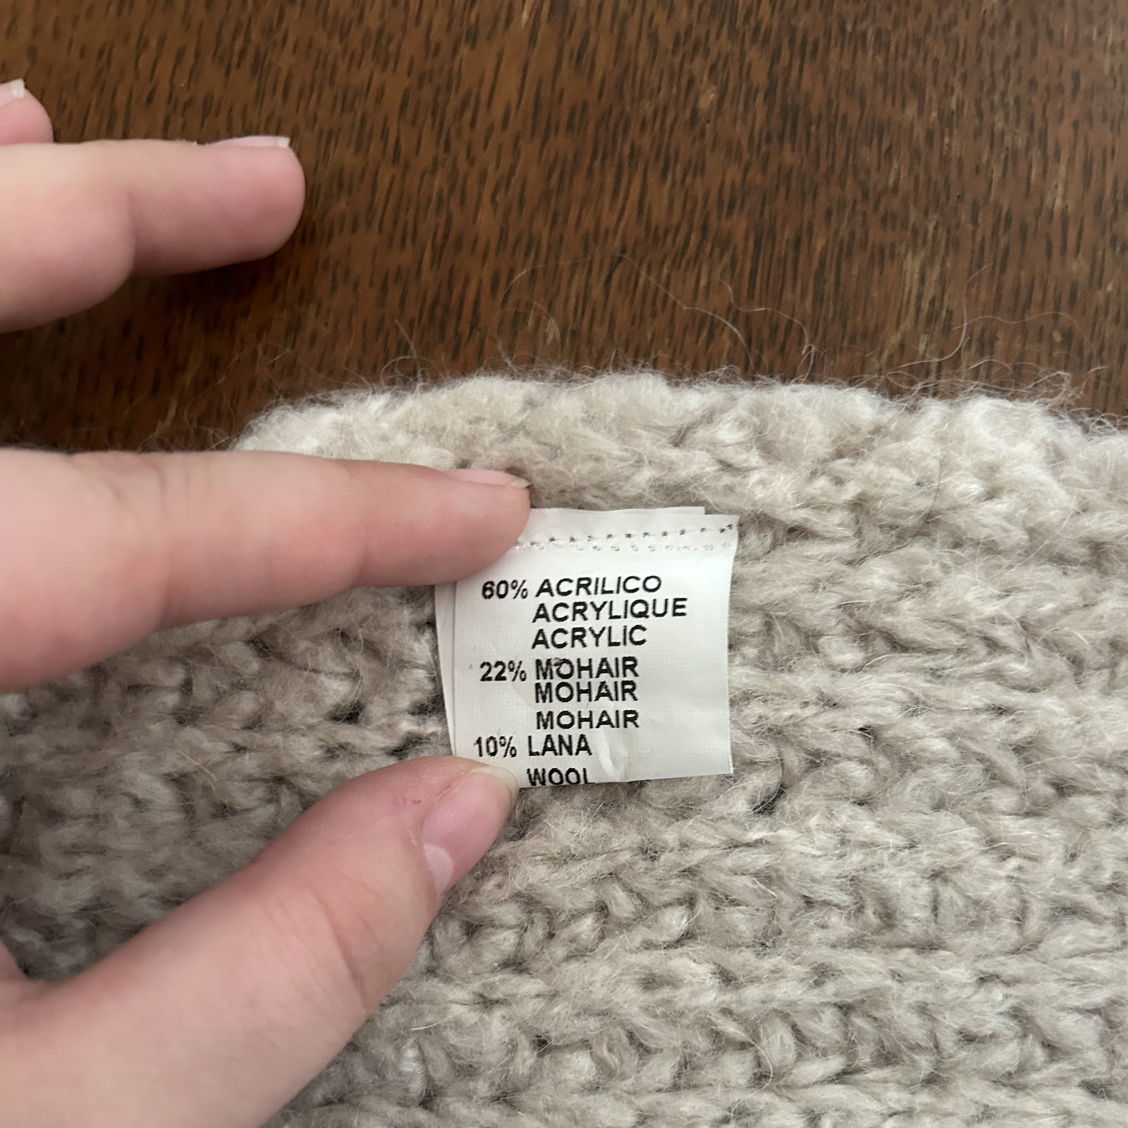 60% ACRILICO
ACRYLIQUE
ACRYLIC
22% MOHAIR
MOHAIR
MOHAIR
10% LANA
WOOL